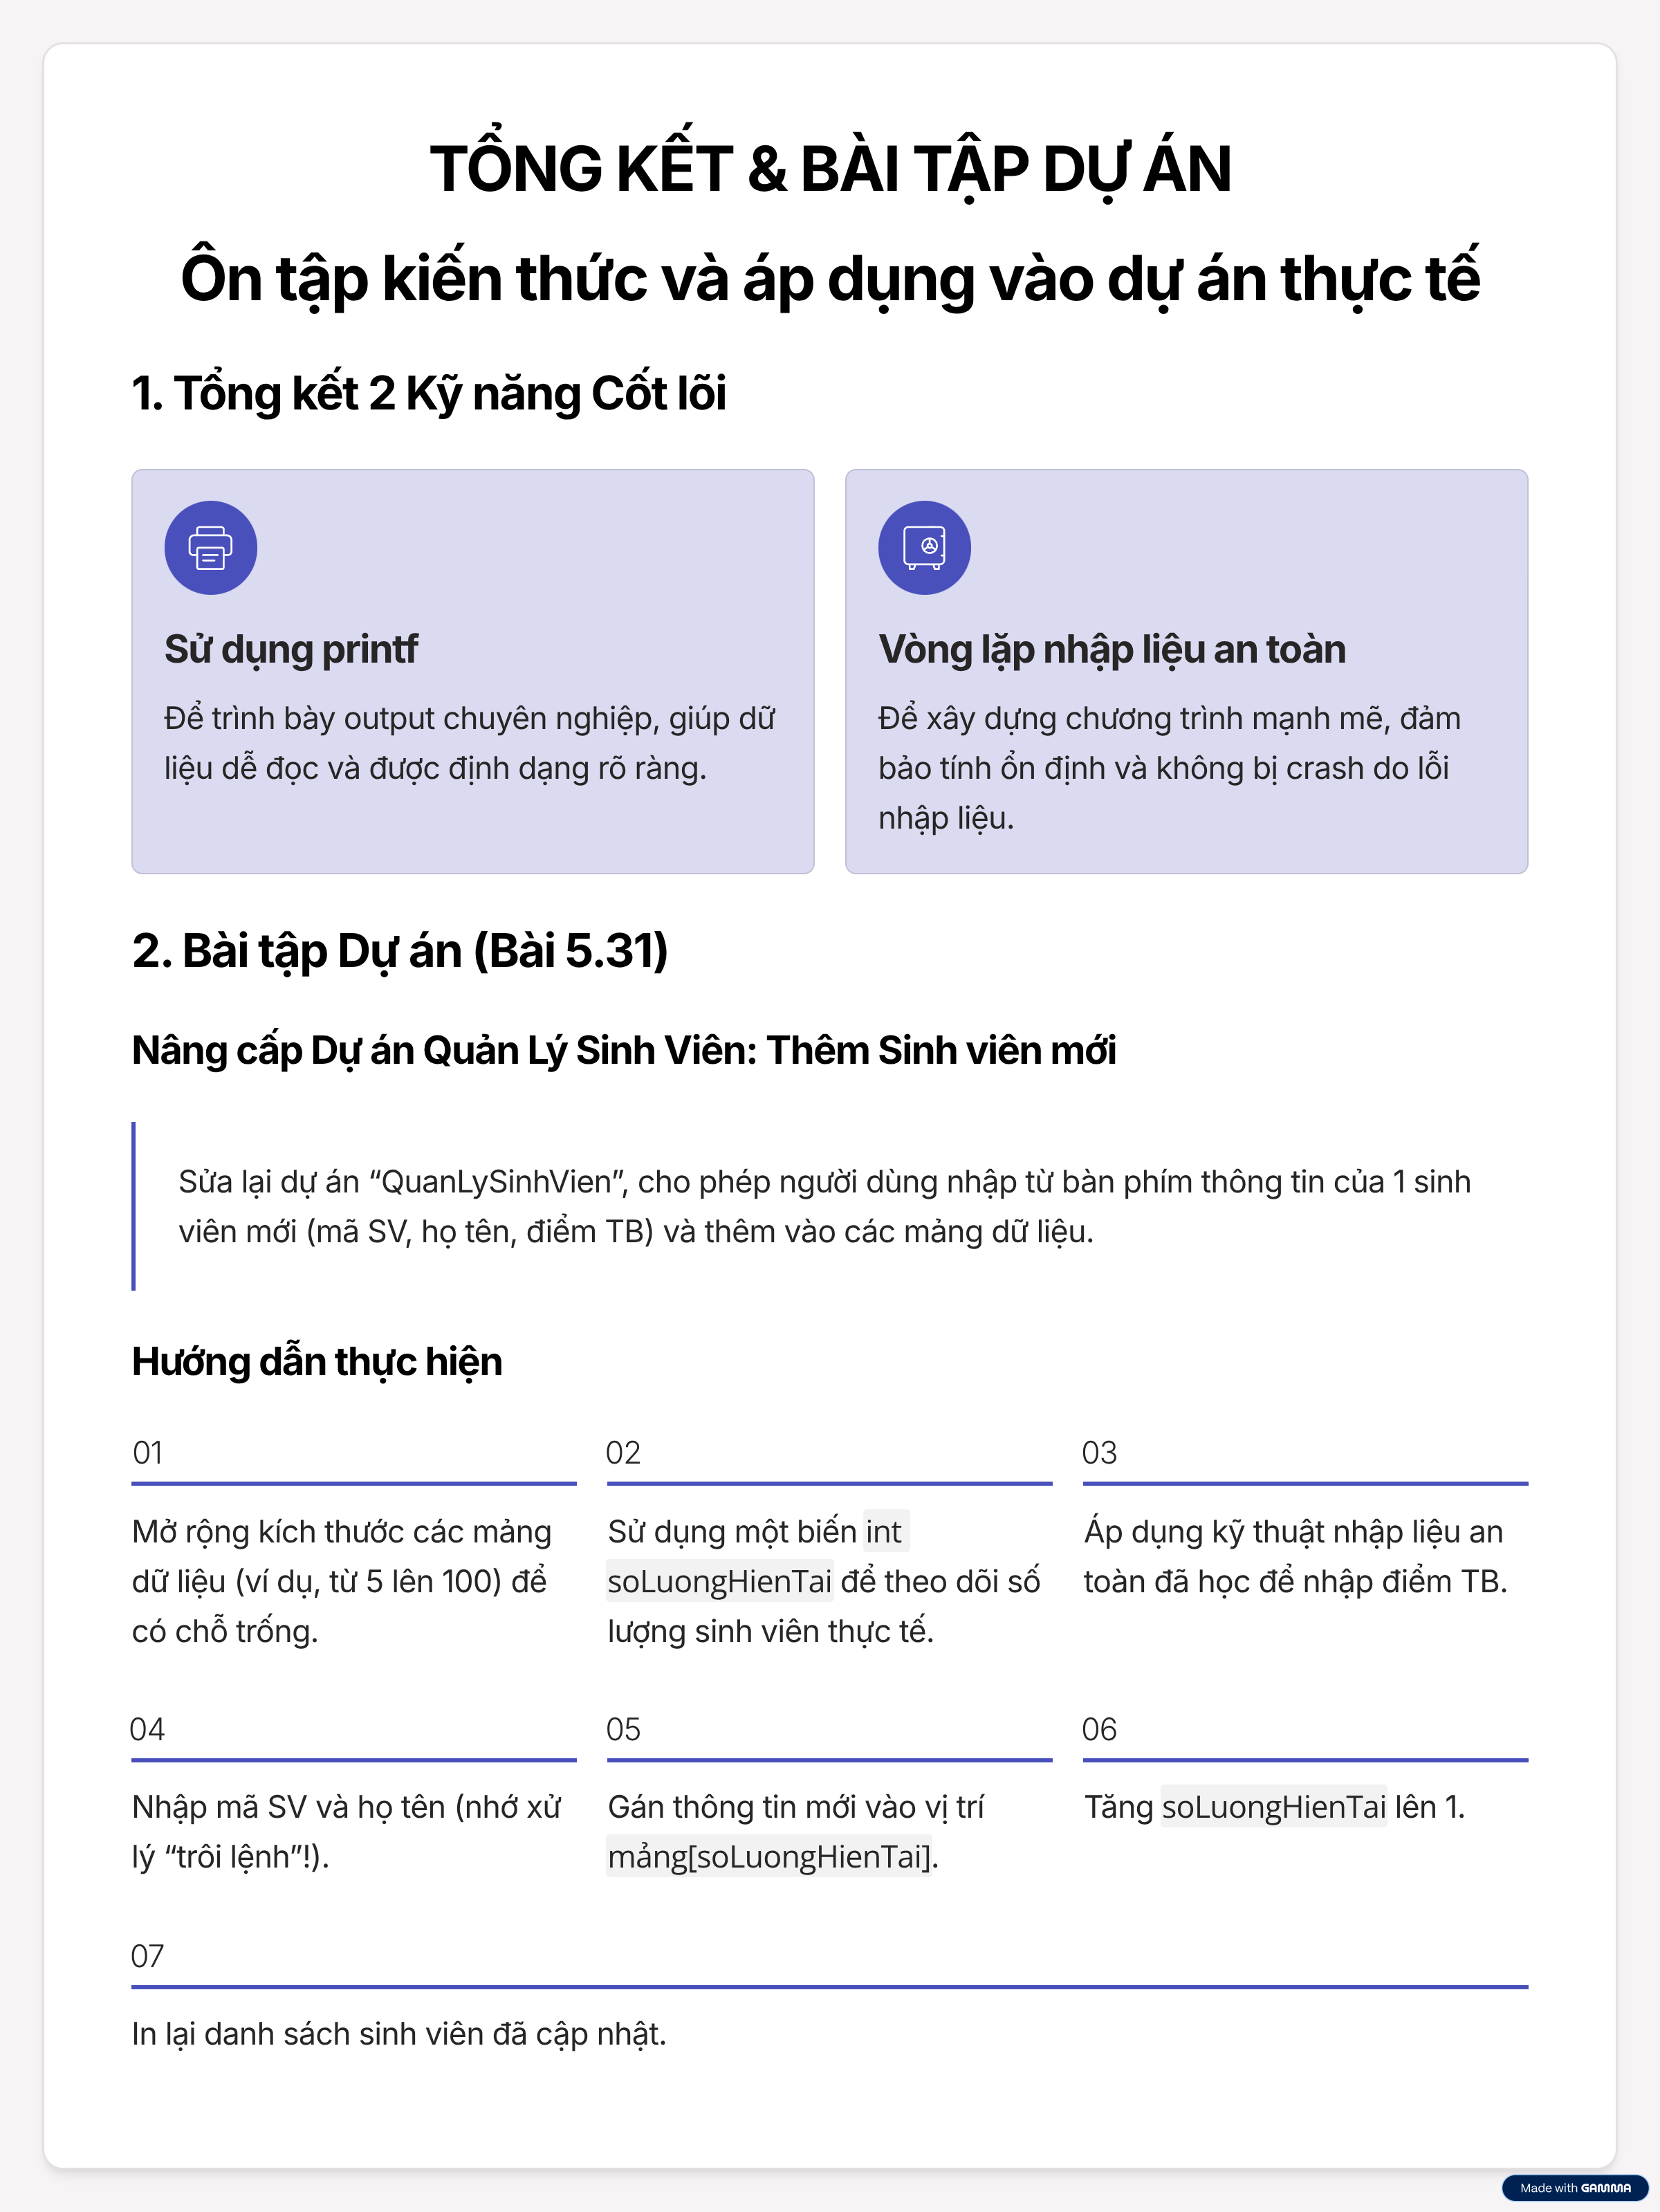 TỔNG KẾT & BÀI TẬP DỰ ÁN
Ôn tập kiến thức và áp dụng vào dự án thực tế
1. Tổng kết 2 Kỹ năng Cốt lõi
Sử dụng printf
Để trình bày output chuyên nghiệp, giúp dữ
liệu dễ đọc và được định dạng rõ ràng.
Vòng lặp nhập liệu an toàn
Để xây dựng chương trình mạnh mẽ, đảm
bảo tính ổn định và không bị crash do lỗi
nhập liệu.
2. Bài tập Dự án (Bài 5.31)
Nâng cấp Dự án Quản Lý Sinh Viên: Thêm Sinh viên mới
Sửa lại dự án “QuanLySinhVien”, cho phép người dùng nhập từ bàn phím thông tin của 1 sinh
viên mới (mã SV, họ tên, điểm TB) và thêm vào các mảng dữ liệu.
Hướng dẫn thực hiện
01
Mở rộng kích thước các mảng
dữ liệu (ví dụ, từ 5 lên 100) để
có chỗ trống.
02
Sử dụng một biến int
soLuongHienTai để theo dõi số
lượng sinh viên thực tế.
03
Áp dụng kỹ thuật nhập liệu an
toàn đã học để nhập điểm TB.
04
Nhập mã SV và họ tên (nhớ xử
lý “trôi lệnh”!).
05
Gán thông tin mới vào vị trí
mảng[soLuongHienTai].
06
Tăng soLuongHienTai lên 1.
07
In lại danh sách sinh viên đã cập nhật.
Made with GAMMA